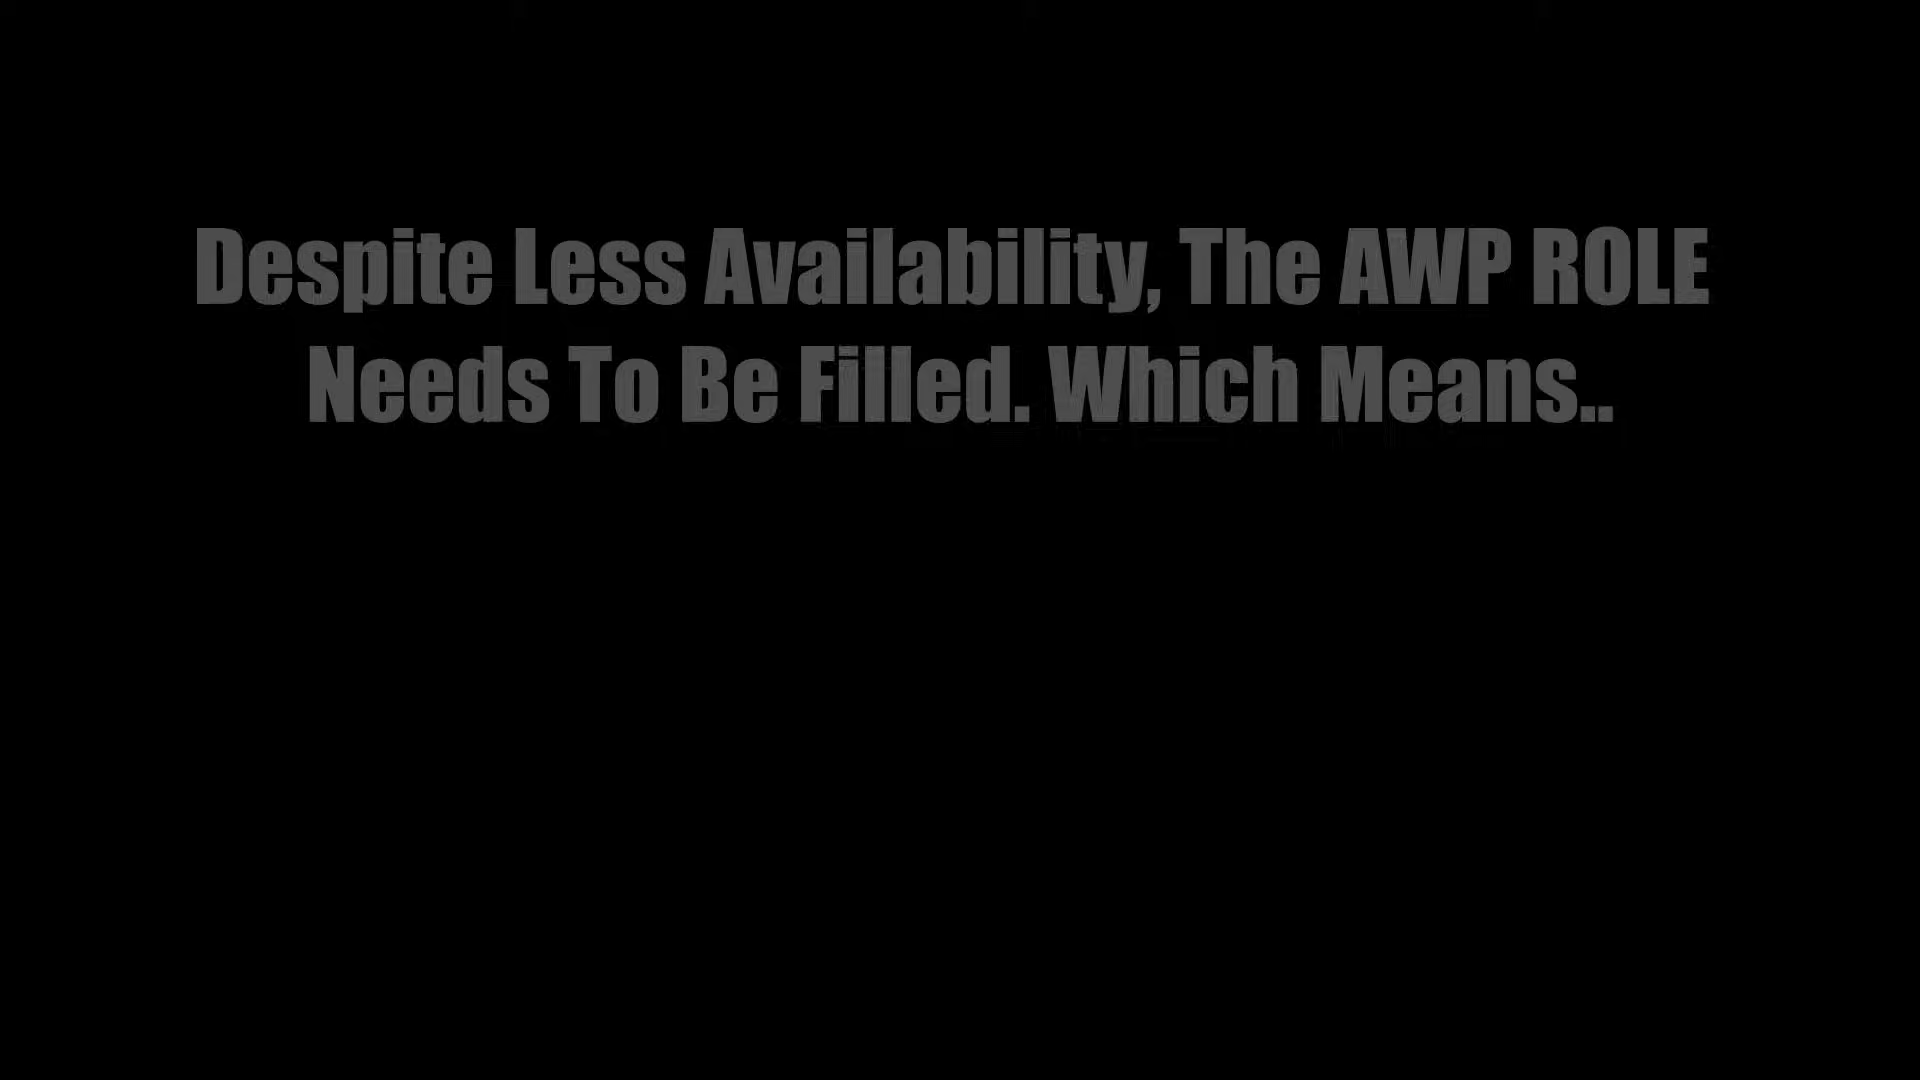 Despite Less Availability, The AWP ROLE
Needs To Be Filled. Which Means..